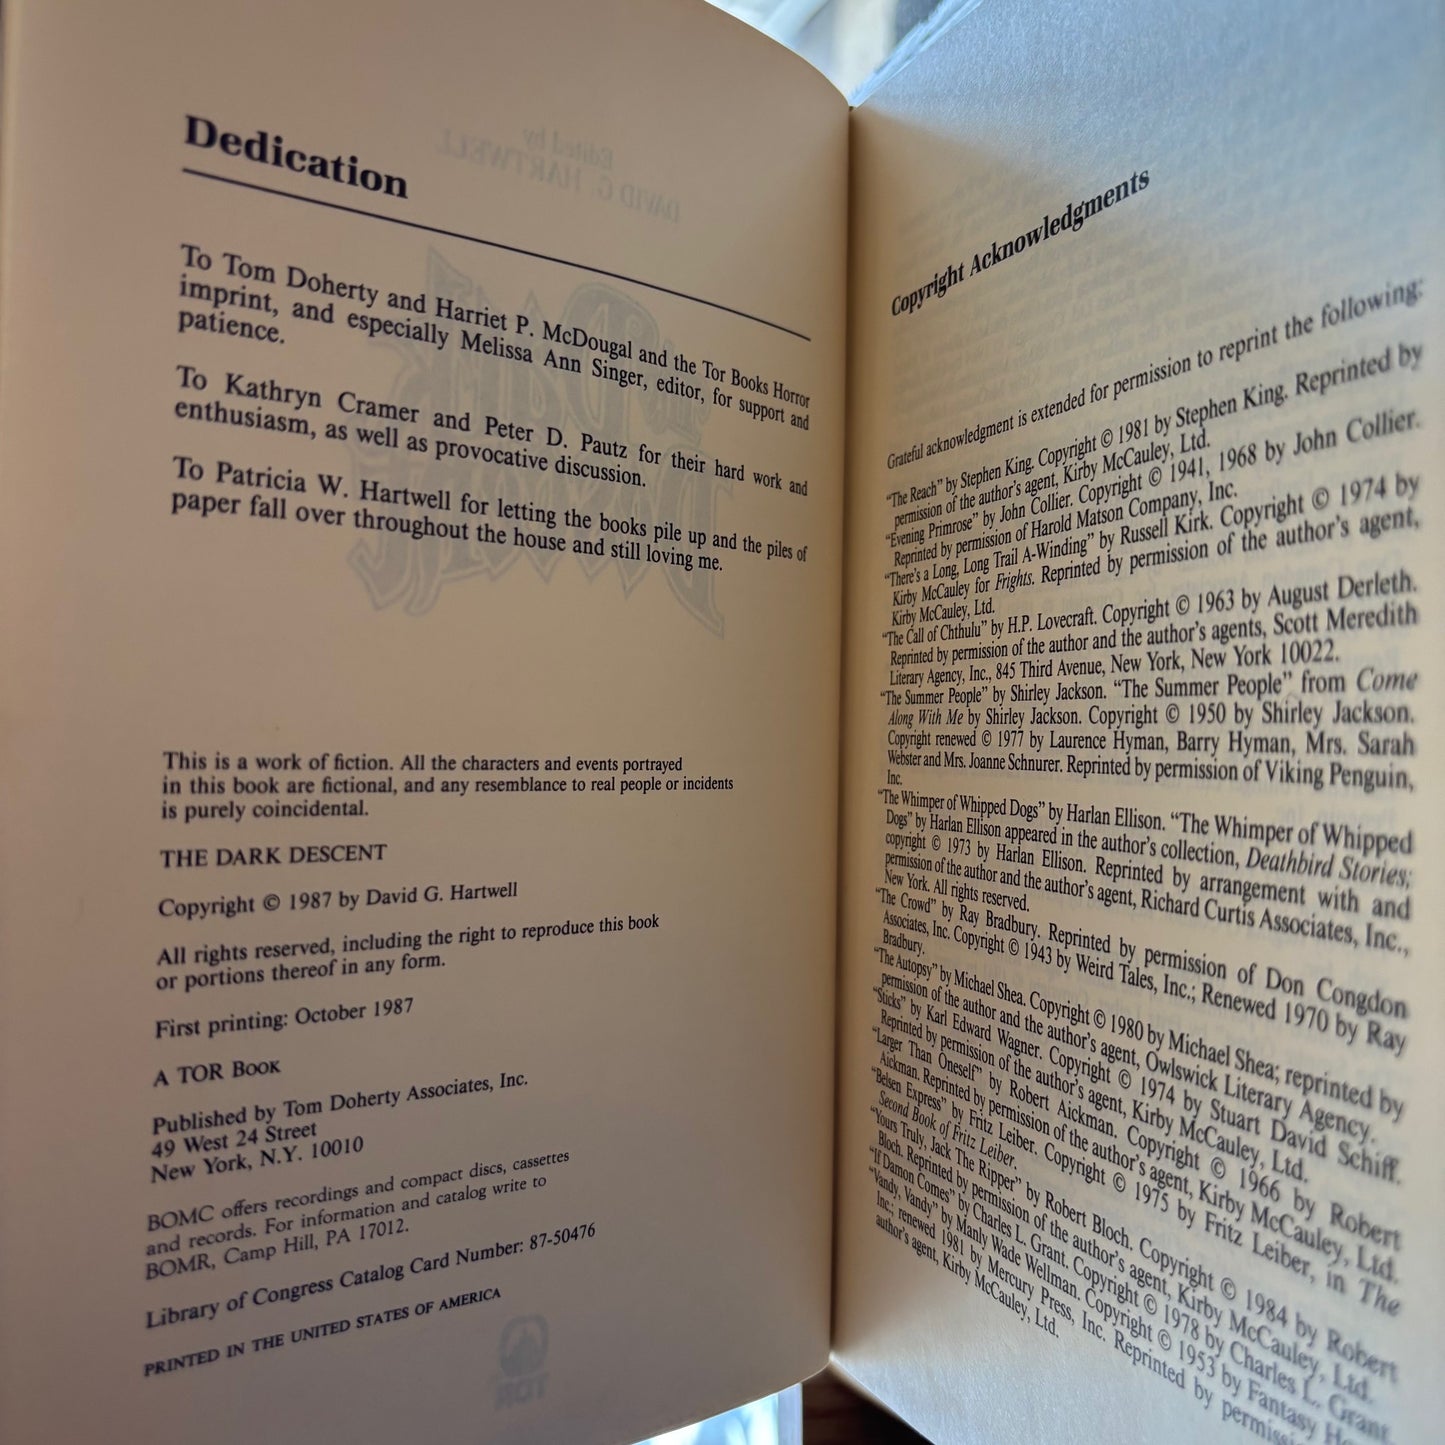 Dedication
To Tom Doherty and Harriet P. McDougal and the Tor Books Horror
imprint, and especially Melissa Ann Singer, editor, for support and
patience.
To Kathryn Cramer and Peter D. Pautz for their hard work and
enthusiasm, as well as provocative discussion.
To Patricia W. Hartwell for letting the books pile up and the piles of
paper fall over throughout the house and still loving me.
This is a work of fiction. All the characters and events portrayed
in this book are fictional, and any resemblance to real people or incidents
is purely coincidental.
THE DARK DESCENT
Copyright © 1987 by David G. Hartwell
All rights reserved, including the right to reproduce this book
or portions thereof in any form.
First printing: October 1987
A TOR BOOK
Published by Tom Doherty Associates, Inc.
49 West 24 Street
New York, N.Y. 10010
BOMC offers recordings and compact discs, cassettes
and records. For information and catalog write to
BOMR, Camp Hill, PA 17012.
Library of Congress Catalog Card Number: 87-50476
PRINTED IN THE UNITED STATES OF AMERICA
Copyright Acknowledgments
Grateful acknowledgment is extended for permission to reprint the following:
“The Reach” by Stephen King. Copyright © 1981 by Stephen King. Reprinted by
permission of the author's agent, Kirby McCauley, Ltd.
“Evening Primrose” by John Collier. Copyright © 1941, 1968 by John Collier.
Reprinted by permission of Harold Matson Company, Inc.
“There's a Long, Long Trail A-Winding” by Russell Kirk. Copyright © 1974 by
Kirby McCauley for Frights. Reprinted by permission of the author's agent,
Kirby McCauley, Ltd.
“The Call of Chthulu” by H.P. Lovecraft. Copyright © 1963 by August Derleth.
Reprinted by permission of the author and the author's agents, Scott Meredith
Literary Agency, Inc., 845 Third Avenue, New York, New York 10022.
“The Summer People” by Shirley Jackson. “The Summer People” from Come
Along With Me by Shirley Jackson. Copyright © 1950 by Shirley Jackson.
Copyright renewed © 1977 by Laurence Hyman, Barry Hyman, Mrs. Sarah
Webster and Mrs. Joanne Schnurer. Reprinted by permission of Viking Penguin,
Inc.
“The Whimper of Whipped Dogs” by Harlan Ellison. “The Whimper of Whipped
Dogs” by Harlan Ellison appeared in the author's collection, Deathbird Stories;
copyright © 1973 by Harlan Ellison. Reprinted by arrangement with and
permission of the author and the author's agent, Richard Curtis Associates, Inc.,
New York. All rights reserved.
“The Crowd” by Ray Bradbury. Reprinted by permission of Don Congdon
Associates, Inc. Copyright © 1943 by Weird Tales, Inc.; Renewed 1970 by Ray
Bradbury.
“The Autopsy” by Michael Shea. Copyright © 1980 by Michael Shea; reprinted by
permission of the author and the author's agent, Owlswick Literary Agency.
“Sticks” by Karl Edward Wagner. Copyright © 1974 by Stuart David Schiff.
Reprinted by permission of the author's agent, Kirby McCauley, Ltd.
“Larger Than Oneself” by Robert Aickman. Copyright © 1966 by Robert
Aickman. Reprinted by permission of the author's agent, Kirby McCauley, Ltd.
“Belsen Express” by Fritz Leiber. Copyright © 1975 by Fritz Leiber, in The
Second Book of Fritz Leiber.
“Yours Truly, Jack The Ripper” by Robert Bloch. Copyright © 1984 by Robert
Bloch. Reprinted by permission of the author's agent, Kirby McCauley, Ltd.
“If Damon Comes” by Charles L. Grant. Copyright © 1978 by Charles L. Grant
“Vandy, Vandy” by Manly Wade Wellman. Copyright © 1953 by Fantasy
Inc.; renewed 1981 by Mercury Press, Inc. Reprinted by
author's agent, Kirby McCauley, Ltd.